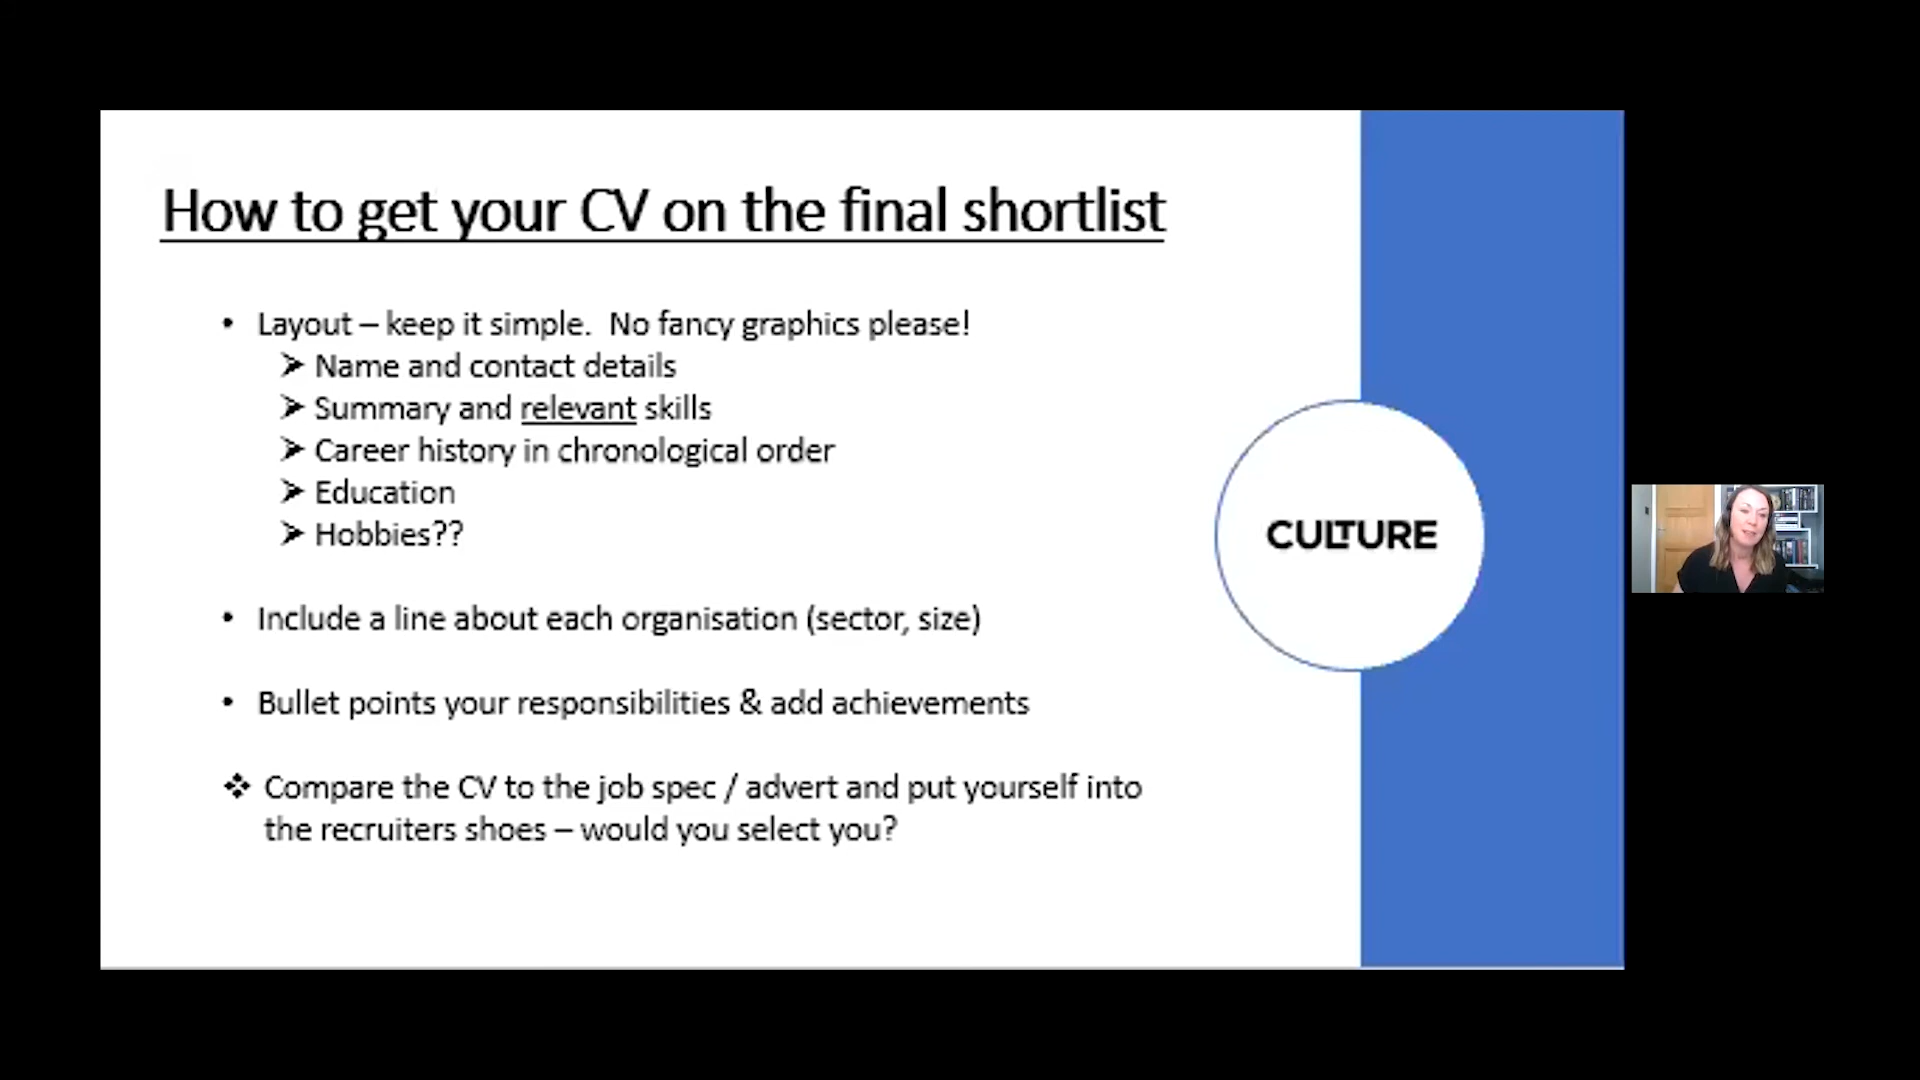 How to get your CV on the final shortlist
• Layout – keep it simple.  No fancy graphics please!
➤ Name and contact details
➤ Summary and relevant skills
➤ Career history in chronological order
➤ Education
➤ Hobbies??
• Include a line about each organisation (sector, size)
• Bullet points your responsibilities & add achievements
❖ Compare the CV to the job spec / advert and put yourself into
the recruiters shoes – would you select you?
CULTURE